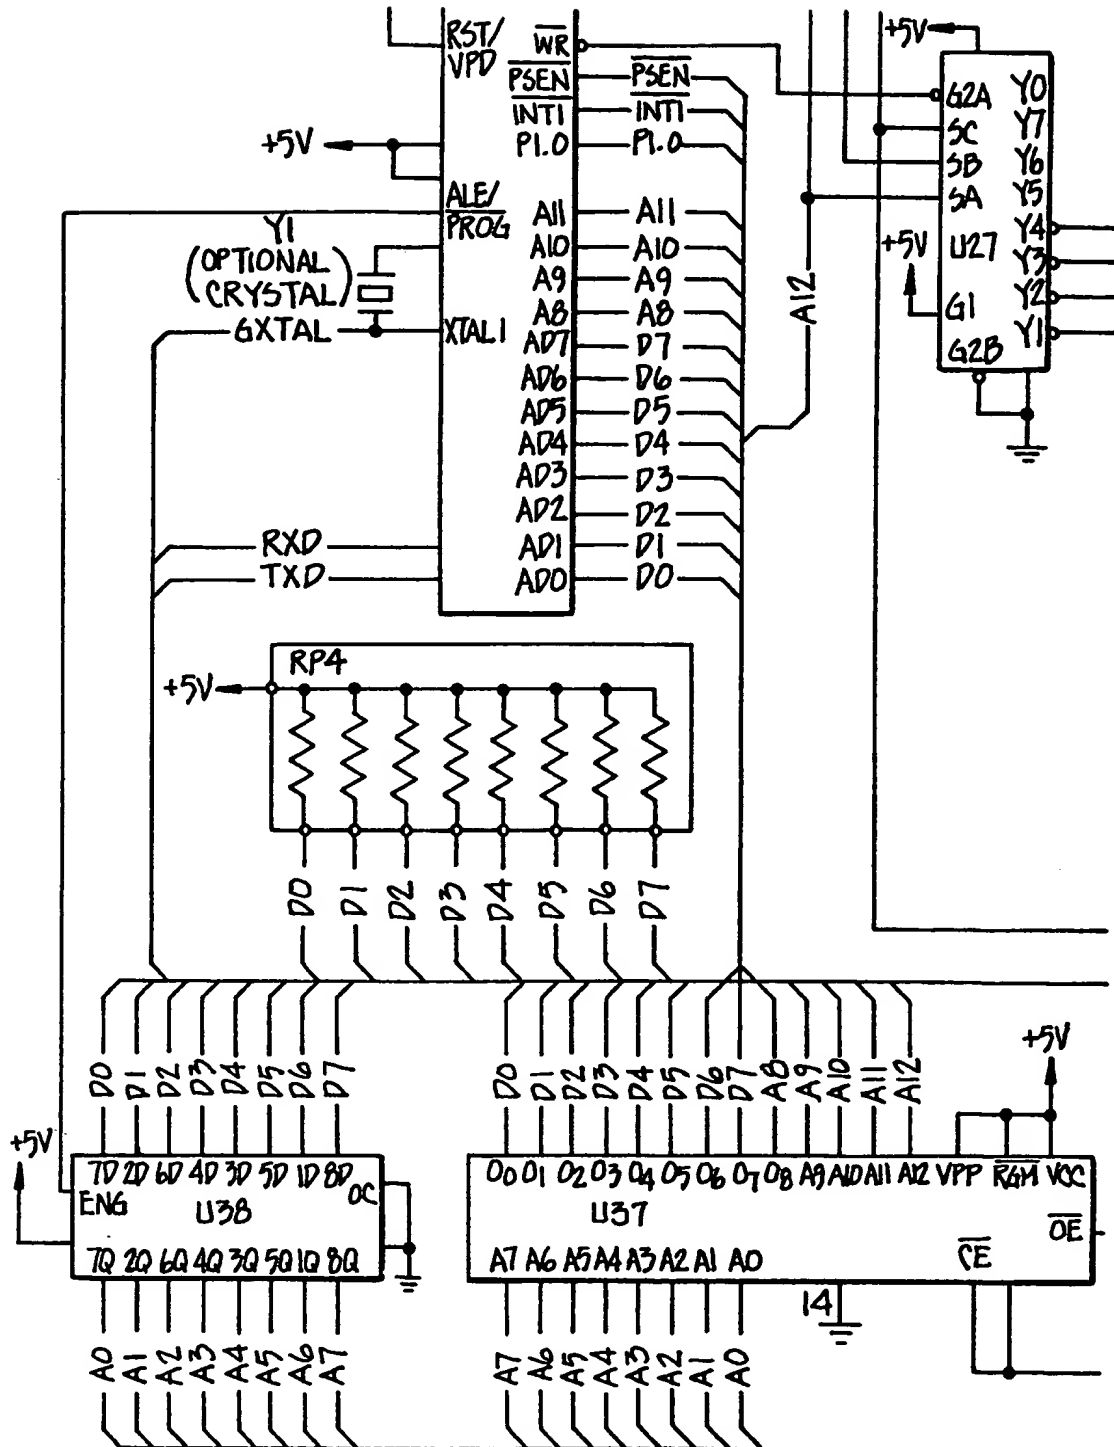 RST/ WR +5V
VPD PSEN PSEN G2A Y0
INT1 INT1 SC Y7
+5V P1.0 P1.0 SB Y6
ALE/ SA Y5
PROG A11 A11 Y4
Y1 A10 A10 +5V U27 Y3
(OPTIONAL A9 A9 A12 Y2
CRYSTAL) A8 A8 G1
GXTAL XTAL1 Y1
AD7 D7 G2B
AD6 D6
AD5 D5
AD4 D4
AD3 D3
AD2 D2
RXD AD1 D1
TXD AD0 D0
RP4
+5V
D0 D1 D2 D3 D4 D5 D6 D7
+5V
D0 D1 D2 D3 D4 D5 D6 D7 D0 D1 D2 D3 D4 D5 D6 D7 A8 A9 A10 A11 A12
+5V
7D 2D 6D 4D 3D 5D 1D 8D O0 O1 O2 O3 O4 O5 O6 O7 O8 A9 A10 A11 A12 VPP RGM VCC
ENG U38 OC U37 OE
7Q 2Q 6Q 4Q 3Q 5Q 1Q 8Q A7 A6 A5 A4 A3 A2 A1 A0 CE
14
A0 A1 A2 A3 A4 A5 A6 A7 A7 A6 A5 A4 A3 A2 A1 A0